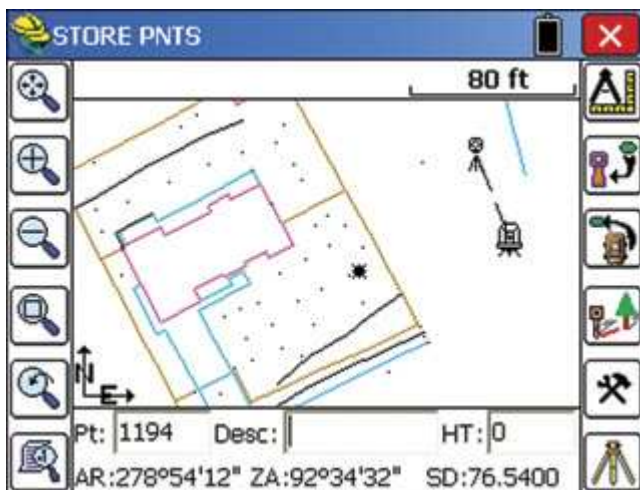 STORE PNTS
80 ft
N
E
Pt: 1194 Desc: HT: 0
AR:278°54'12" ZA:92°34'32" SD:76.5400